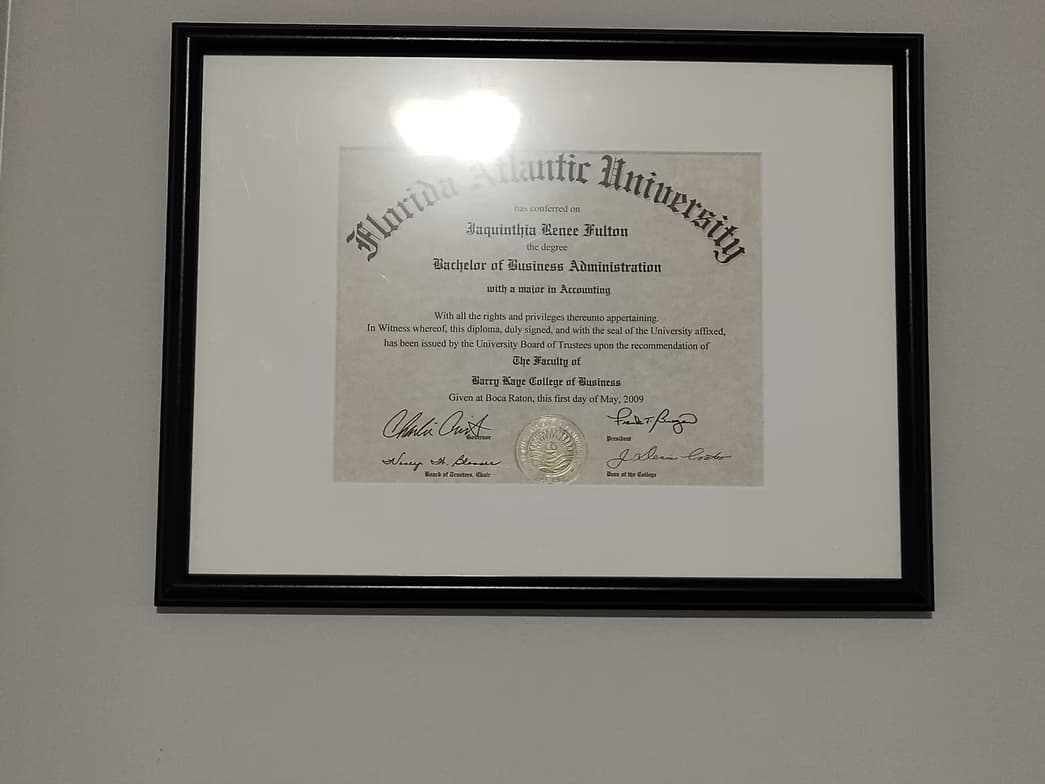 Florida Atlantic University
has conferred on
Jaquinthia Renee Fulton
the degree
Bachelor of Business Administration
with a major in Accounting
With all the rights and privileges thereunto appertaining.
In Witness whereof, this diploma, duly signed, and with the seal of the University affixed,
has been issued by the University Board of Trustees upon the recommendation of
The Faculty of
Barry Kaye College of Business
Given at Boca Raton, this first day of May, 2009
Charlie Crist
Governor
President
Board of Trustees, Chair
Dean of the College